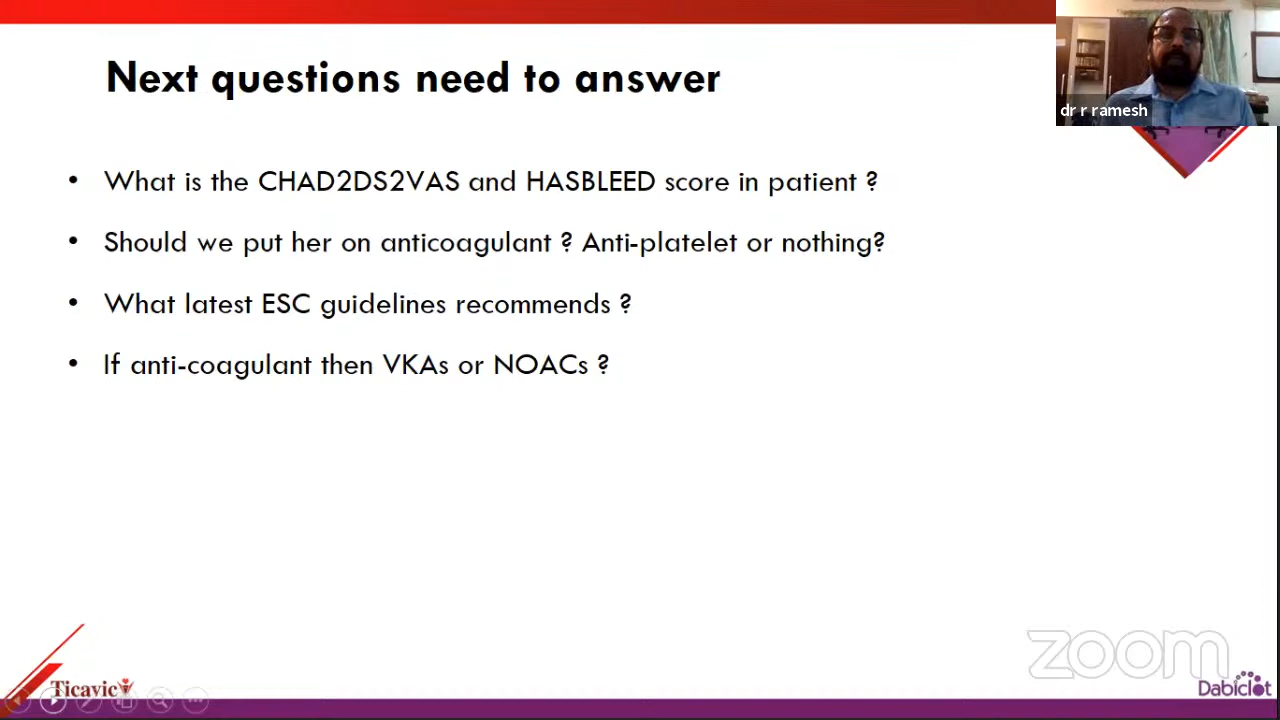 Next questions need to answer
dr r ramesh
• What is the CHAD2DS2VAS and HASBLEED score in patient ?
• Should we put her on anticoagulant ? Anti-platelet or nothing?
• What latest ESC guidelines recommends ?
• If anti-coagulant then VKAs or NOACs ?
zoom
Ticavic
Dabiclot